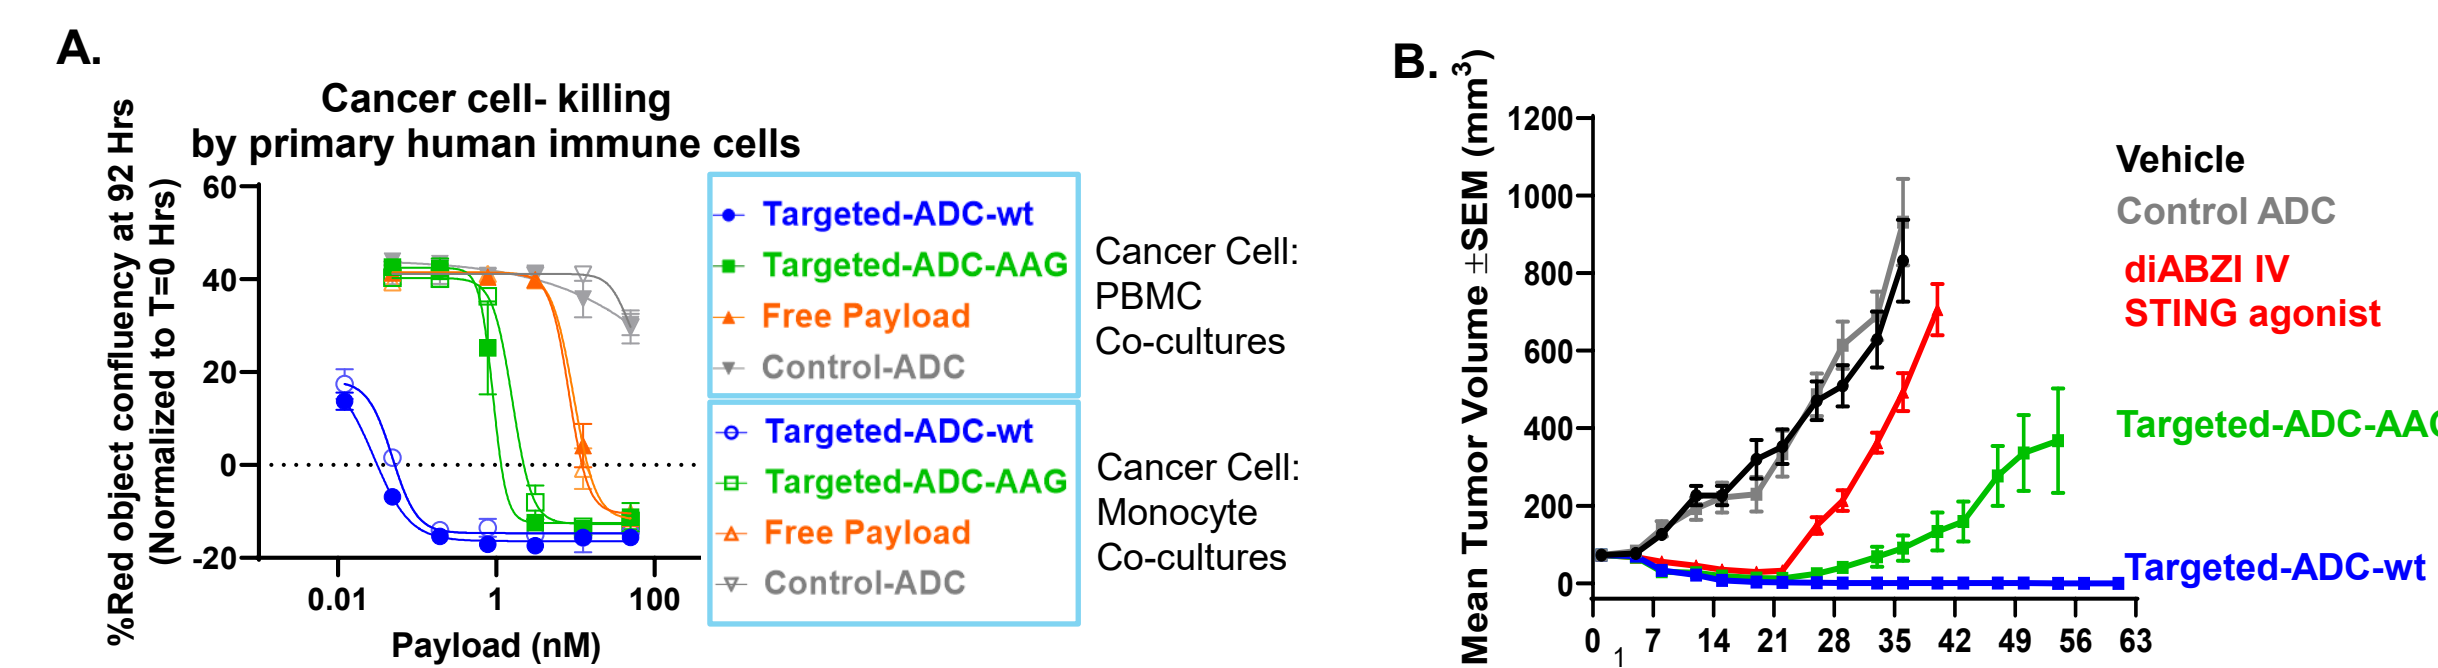 A.
Cancer cell- killing
by primary human immune cells
%Red object confluency at 92 Hrs
(Normalized to T=0 Hrs)
60
40
20
0
-20
0.01 1 100
Payload (nM)
Targeted-ADC-wt
Targeted-ADC-AAG
Free Payload
Control-ADC
Cancer Cell:
PBMC
Co-cultures
Targeted-ADC-wt
Targeted-ADC-AAG
Free Payload
Control-ADC
Cancer Cell:
Monocyte
Co-cultures
B.
Mean Tumor Volume ±SEM (mm³)
1200
1000
800
600
400
200
0
0 7 14 21 28 35 42 49 56 63
1
Vehicle
Control ADC
diABZI IV
STING agonist
Targeted-ADC-AAG
Targeted-ADC-wt